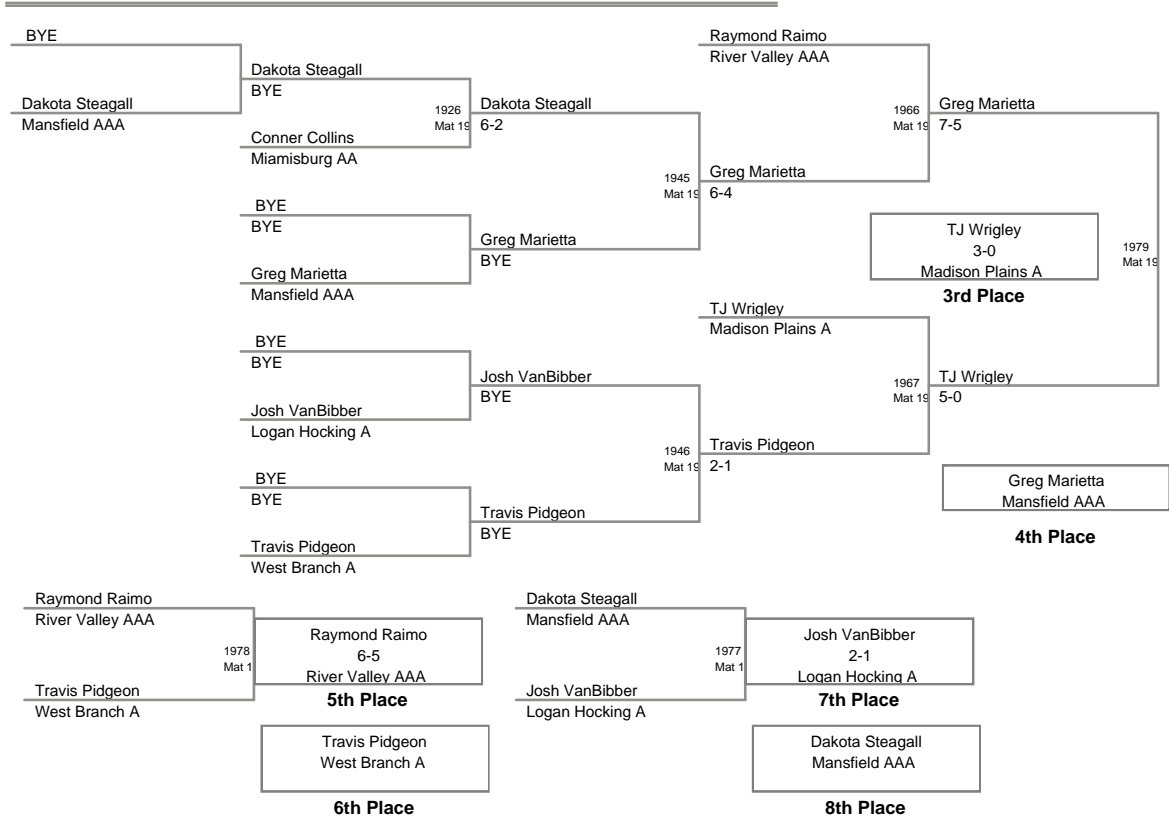 BYE
Dakota Steagall
Mansfield AAA
Dakota Steagall
BYE
Conner Collins
Miamisburg AA
BYE
BYE
Greg Marietta
Mansfield AAA
BYE
BYE
Josh VanBibber
Logan Hocking A
BYE
BYE
Travis Pidgeon
West Branch A
1926
Mat 19
Dakota Steagall
6-2
Greg Marietta
BYE
Josh VanBibber
BYE
Travis Pidgeon
BYE
1945
Mat 19
1946
Mat 19
Raymond Raimo
River Valley AAA
Greg Marietta
6-4
TJ Wrigley
Madison Plains A
Travis Pidgeon
2-1
1966
Mat 19
1967
Mat 19
Greg Marietta
7-5
TJ Wrigley
3-0
Madison Plains A
3rd Place
TJ Wrigley
5-0
1979
Mat 19
Greg Marietta
Mansfield AAA
4th Place
Raymond Raimo
River Valley AAA
Travis Pidgeon
West Branch A
1978
Mat 1
Raymond Raimo
6-5
River Valley AAA
5th Place
Travis Pidgeon
West Branch A
6th Place
Dakota Steagall
Mansfield AAA
Josh VanBibber
Logan Hocking A
1977
Mat 1
Josh VanBibber
2-1
Logan Hocking A
7th Place
Dakota Steagall
Mansfield AAA
8th Place